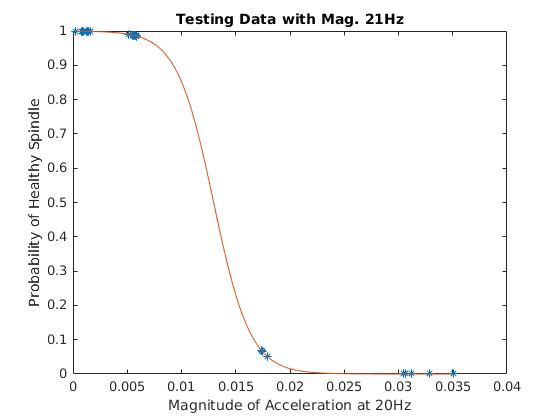 Testing Data with Mag. 21Hz
1
0.9
0.8
0.7
0.6
0.5
0.4
0.3
0.2
0.1
0
Probability of Healthy Spindle
0 0.005 0.01 0.015 0.02 0.025 0.03 0.035 0.04
Magnitude of Acceleration at 20Hz